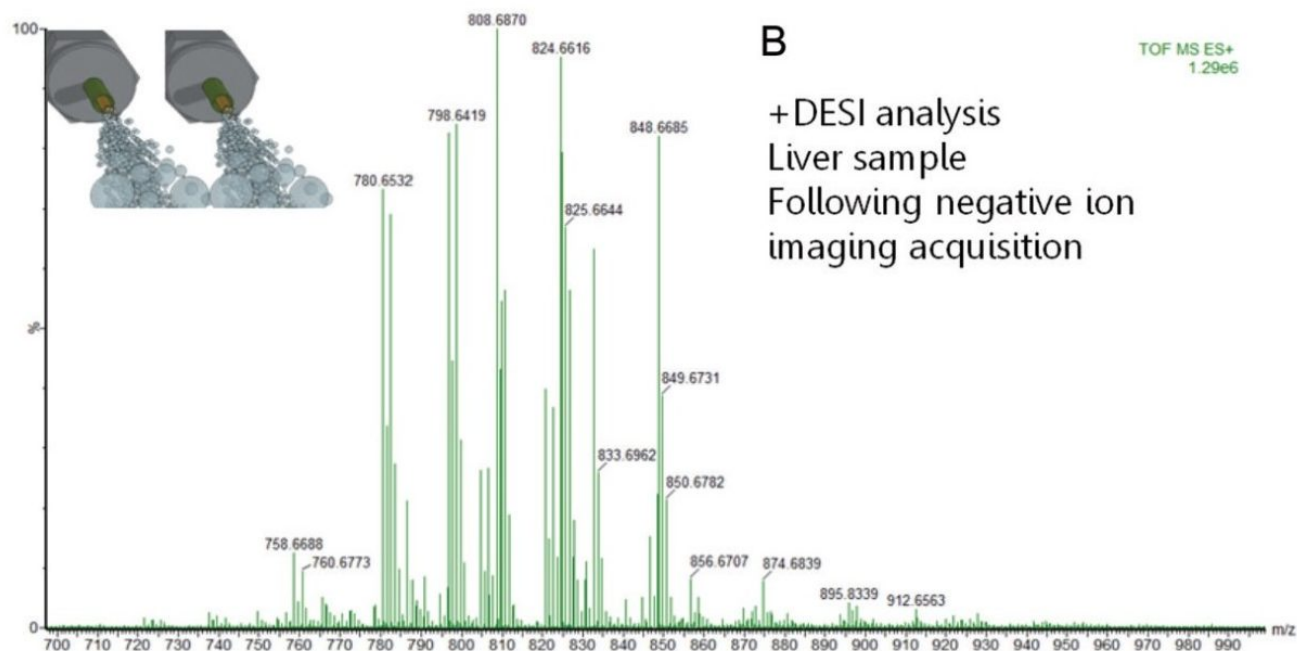 808.6870
100
B
824.6616
TOF MS ES+
1.29e6
+DESI analysis
798.6419
848.6685
Liver sample
780.6532
825.6644
Following negative ion
imaging acquisition
%
849.6731
833.6962
850.6782
758.6688
760.6773
856.6707
874.6839
895.8339
912.6563
0
m/z
700 710 720 730 740 750 760 770 780 790 800 810 820 830 840 850 860 870 880 890 900 910 920 930 940 950 960 970 980 990